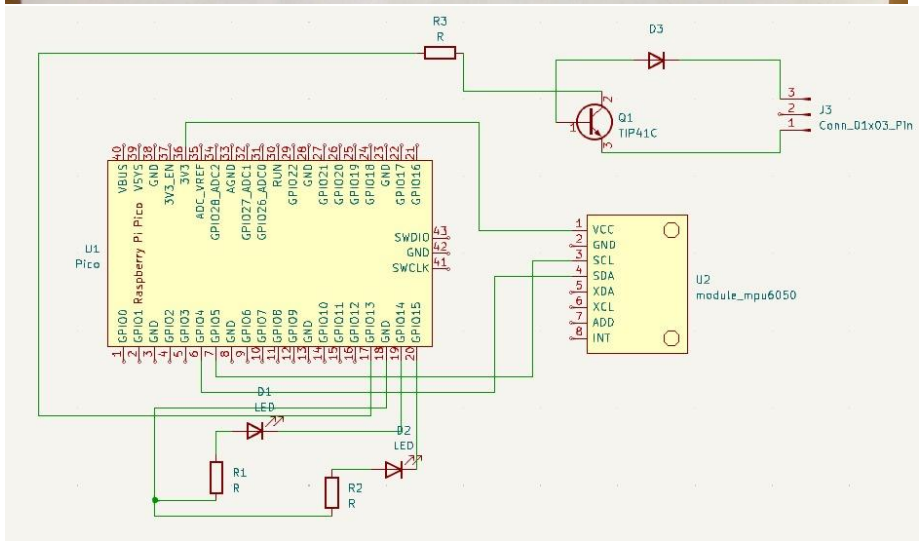 R3
R
D3
2
1
Q1
TIP41C
3
3
2
1
J3
Conn_01x03_Pin
40
39
38
37
36
35
34
33
32
31
30
29
28
27
26
25
24
23
22
21
VBUS
VSYS
GND
3V3_EN
3V3
ADC_VREF
GPIO28_ADC2
AGND
GPIO27_ADC1
GPIO26_ADC0
RUN
GPIO22
GND
GPIO21
GPIO20
GPIO19
GPIO18
GND
GPIO17
GPIO16
Raspberry Pi Pico
U1
Pico
SWDIO
43
GND
42
SWCLK
41
GPIO0
GPIO1
GND
GPIO2
GPIO3
GPIO4
GPIO5
GND
GPIO6
GPIO7
GPIO8
GPIO9
GND
GPIO10
GPIO11
GPIO12
GPIO13
GND
GPIO14
GPIO15
1
2
3
4
5
6
7
8
9
10
11
12
13
14
15
16
17
18
19
20
1
VCC
2
GND
3
SCL
4
SDA
5
XDA
6
XCL
7
ADD
8
INT
U2
module_mpu6050
D1
LED
D2
LED
R1
R
R2
R